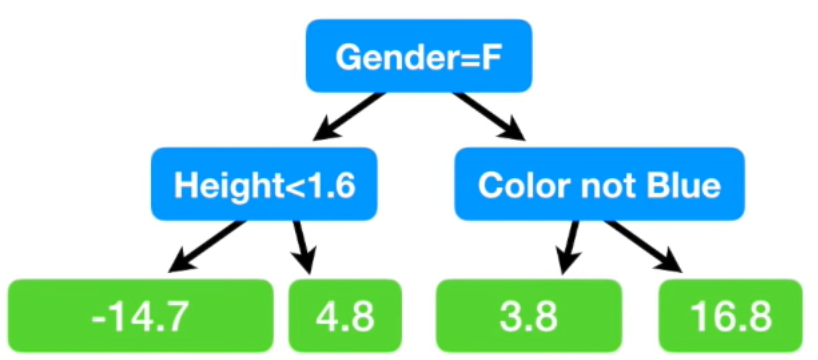 Gender=F
Height<1.6
Color not Blue
-14.7
4.8
3.8
16.8